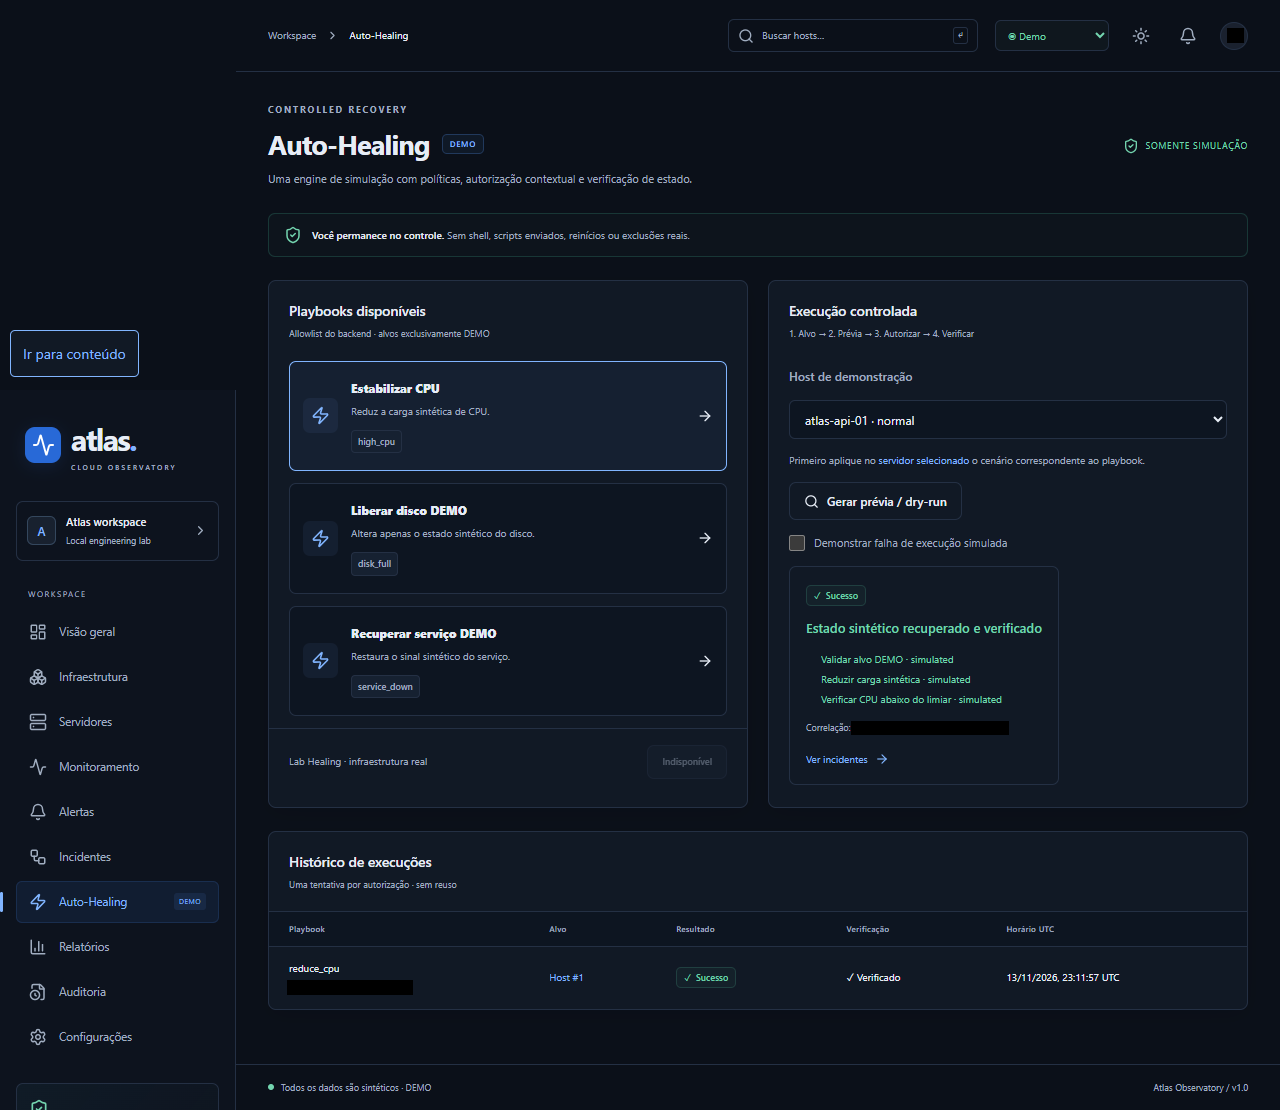 Workspace > Auto-Healing
Buscar hosts...
Demo
CONTROLLED RECOVERY
Auto-Healing DEMO
SOMENTE SIMULAÇÃO
Uma engine de simulação com políticas, autorização contextual e verificação de estado.
Você permanece no controle. Sem shell, scripts enviados, reinícios ou exclusões reais.
Ir para conteúdo
atlas.
CLOUD OBSERVATORY
A
Atlas workspace
Local engineering lab
WORKSPACE
Visão geral
Infraestrutura
Servidores
Monitoramento
Alertas
Incidentes
Auto-Healing DEMO
Relatórios
Auditoria
Configurações
Playbooks disponíveis
Allowlist do backend · alvos exclusivamente DEMO
Estabilizar CPU
Reduz a carga sintética de CPU.
high_cpu
Liberar disco DEMO
Altera apenas o estado sintético do disco.
disk_full
Recuperar serviço DEMO
Restaura o sinal sintético do serviço.
service_down
Lab Healing · infraestrutura real
Indisponível
Execução controlada
1. Alvo → 2. Prévia → 3. Autorizar → 4. Verificar
Host de demonstração
atlas-api-01 · normal
Primeiro aplique no servidor selecionado o cenário correspondente ao playbook.
Gerar prévia / dry-run
Demonstrar falha de execução simulada
✓ Sucesso
Estado sintético recuperado e verificado
Validar alvo DEMO · simulated
Reduzir carga sintética · simulated
Verificar CPU abaixo do limiar · simulated
Correlação:
Ver incidentes →
Histórico de execuções
Uma tentativa por autorização · sem reuso
Playbook Alvo Resultado Verificação Horário UTC
reduce_cpu Host #1 ✓ Sucesso ✓ Verificado 13/11/2026, 23:11:57 UTC
Todos os dados são sintéticos · DEMO
Atlas Observatory / v1.0